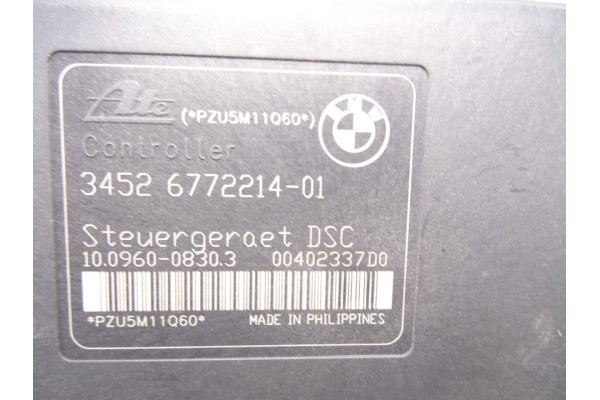 Ate (*PZU5M11Q60*)
Controller
3452 6772214-01
Steuergeraet DSC
10.0960-0830.3 00402337D0
*PZU5M11Q60* MADE IN PHILIPPINES